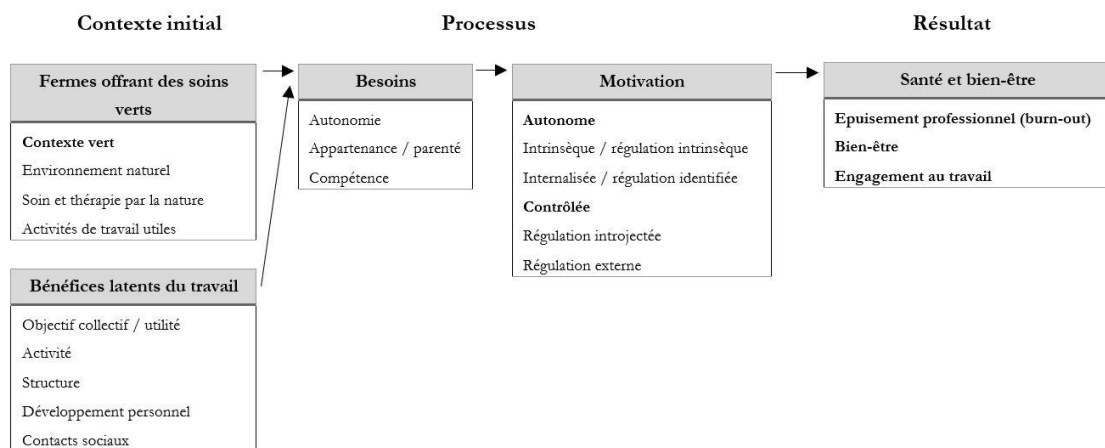 Contexte initial
Processus
Résultat
Fermes offrant des soins
verts
Contexte vert
Environnement naturel
Soin et thérapie par la nature
Activités de travail utiles
Bénéfices latents du travail
Objectif collectif / utilité
Activité
Structure
Développement personnel
Contacts sociaux
Besoins
Autonomie
Appartenance / parenté
Compétence
Motivation
Autonome
Intrinsèque / régulation intrinsèque
Internalisée / régulation identifiée
Contrôlée
Régulation introjectée
Régulation externe
Santé et bien-être
Epuisement professionnel (burn-out)
Bien-être
Engagement au travail